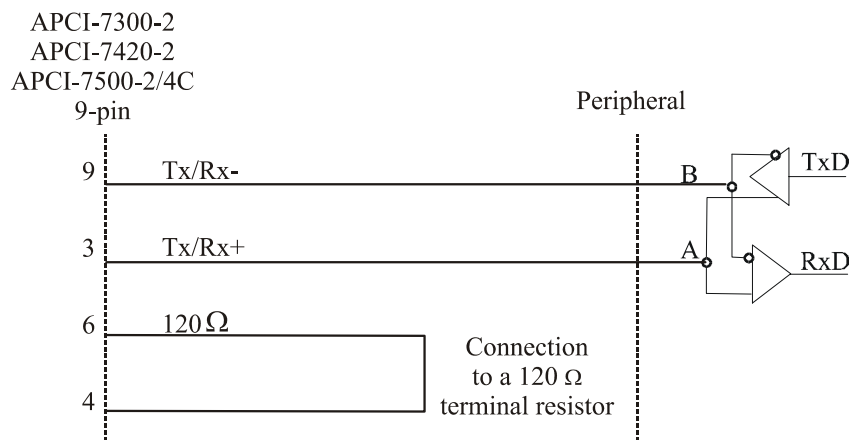 APCI-7300-2
APCI-7420-2
APCI-7500-2/4C
9-pin
Peripheral
9 Tx/Rx- B TxD
3 Tx/Rx+ A RxD
6 120 Ω
4
Connection
to a 120 Ω
terminal resistor